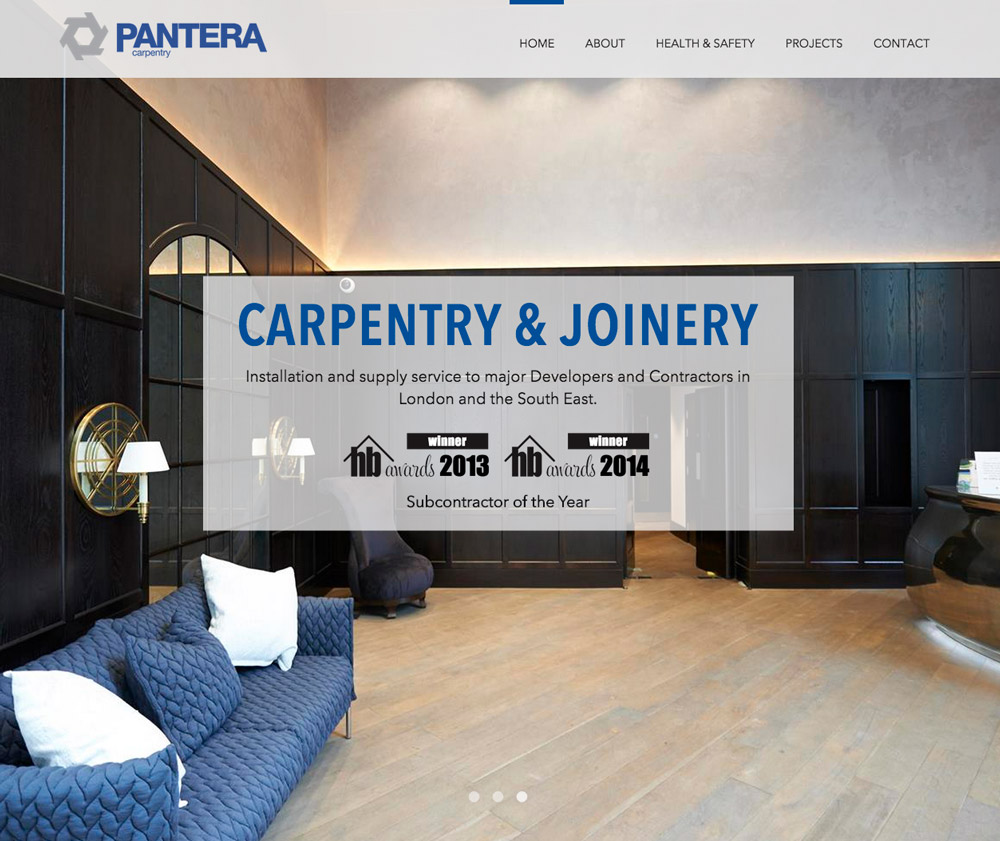 PANTERA
carpentry
HOME ABOUT HEALTH & SAFETY PROJECTS CONTACT
CARPENTRY & JOINERY
Installation and supply service to major Developers and Contractors in
London and the South East.
winner winner
hb awards 2013 hb awards 2014
Subcontractor of the Year